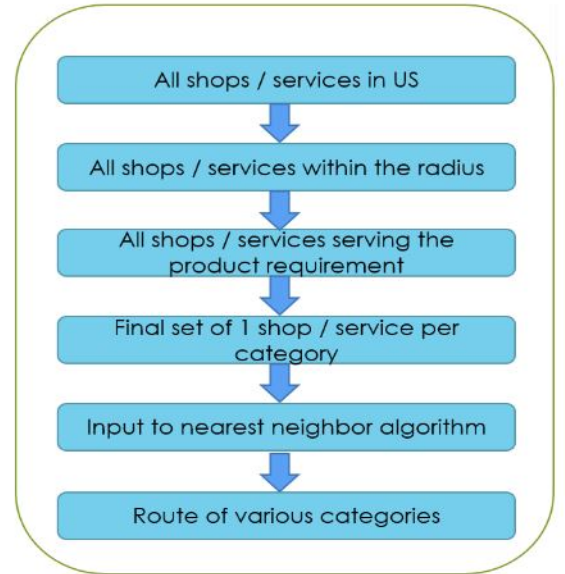 All shops / services in US
All shops / services within the radius
All shops / services serving the
product requirement
Final set of 1 shop / service per
category
Input to nearest neighbor algorithm
Route of various categories